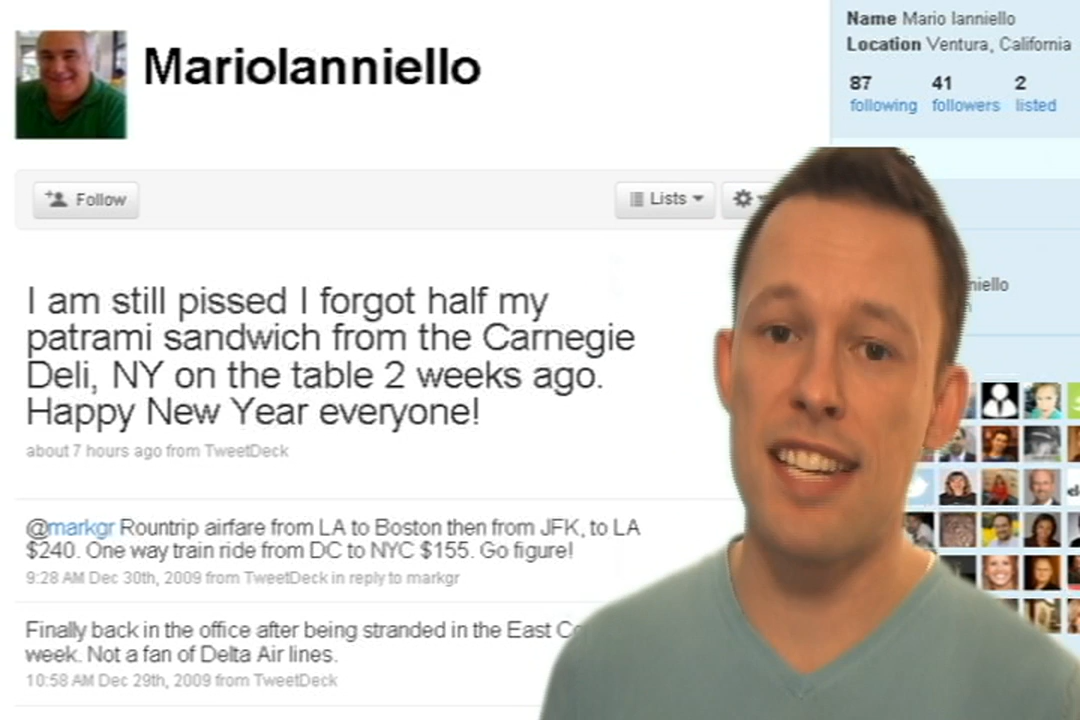 MarioIanniello
Name Mario Ianniello
Location Ventura, California
87 41 2
following followers listed
Follow
Lists
I am still pissed I forgot half my
patrami sandwich from the Carnegie
Deli, NY on the table 2 weeks ago.
Happy New Year everyone!
about 7 hours ago from TweetDeck
@markgr Rountrip airfare from LA to Boston then from JFK, to LA
$240. One way train ride from DC to NYC $155. Go figure!
9:28 AM Dec 30th, 2009 from TweetDeck in reply to markgr
Finally back in the office after being stranded in the East
week. Not a fan of Delta Air lines.
10:58 AM Dec 29th, 2009 from TweetDeck